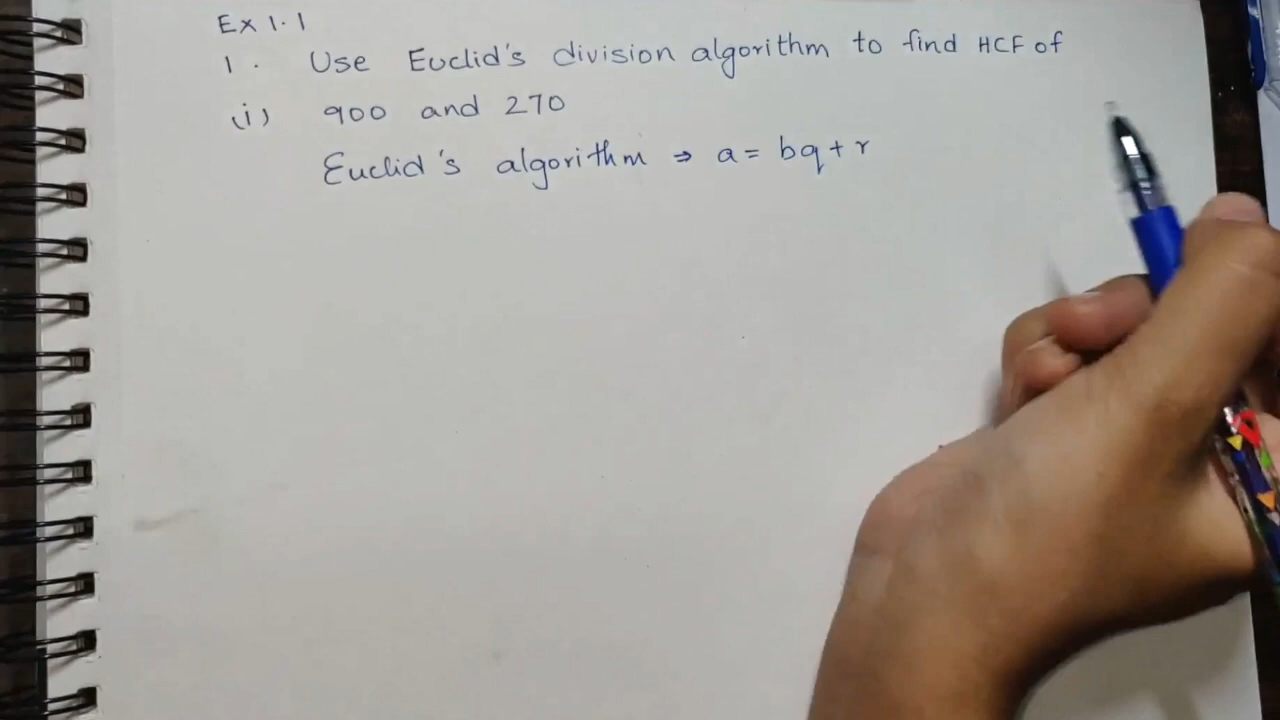 Ex 1.1
1. Use Euclid's division algorithm to find HCF of
(i) 900 and 270
Euclid's algorithm ⇒ a = bq + r